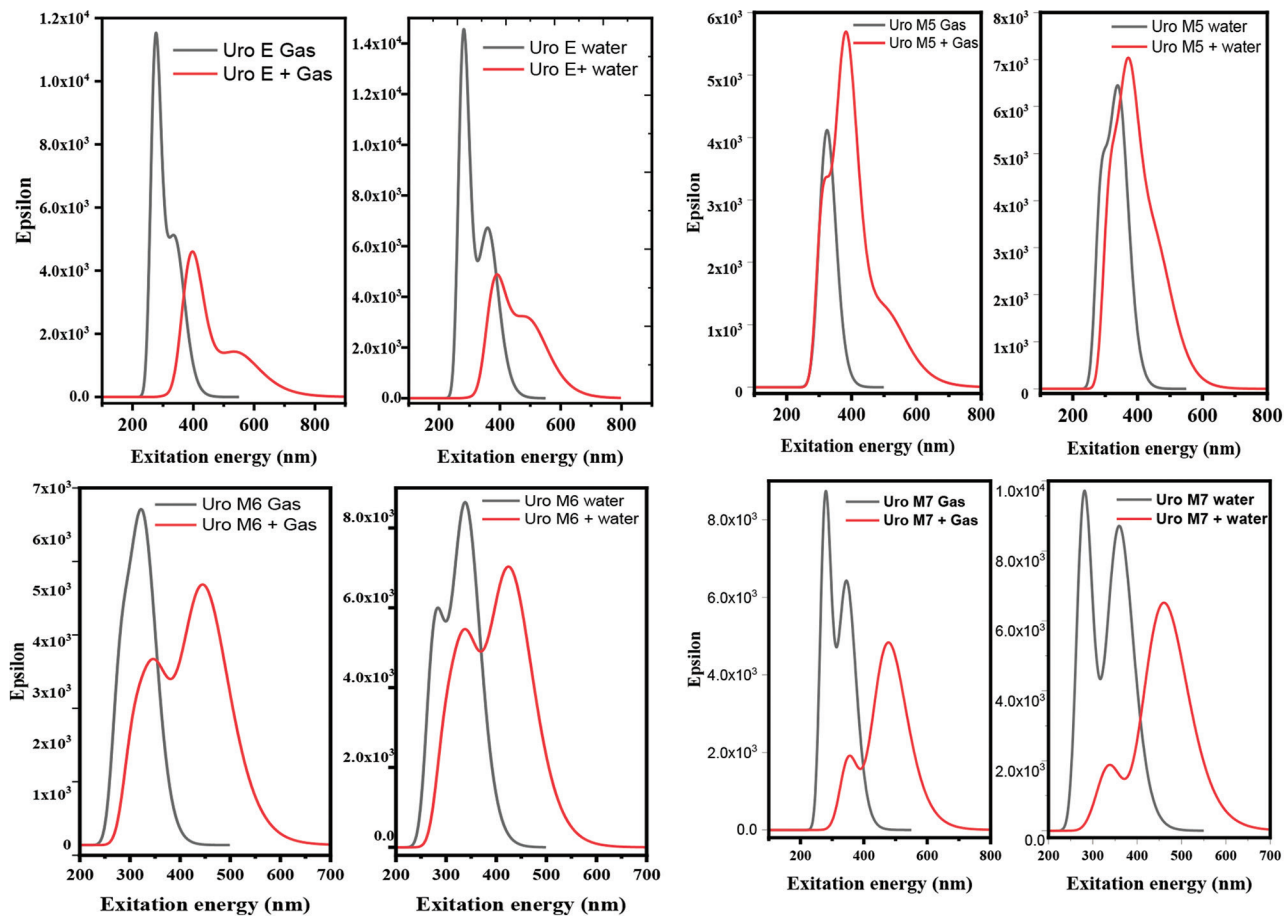 1.2x10⁴
1.0x10⁴
8.0x10³
6.0x10³
4.0x10³
2.0x10³
0.0
Epsilon
Uro E Gas
Uro E + Gas
200 400 600 800
Exitation energy (nm)
1.4x10⁴
1.2x10⁴
1.0x10⁴
8.0x10³
6.0x10³
4.0x10³
2.0x10³
0.0
Uro E water
Uro E+ water
200 400 600 800
Exitation energy (nm)
6x10³
5x10³
4x10³
3x10³
2x10³
1x10³
0
Epsilon
Uro M5 Gas
Uro M5 + Gas
200 400 600 800
Exitation energy (nm)
8x10³
7x10³
6x10³
5x10³
4x10³
3x10³
2x10³
1x10³
0
Uro M5 water
Uro M5 + water
200 400 600 800
Exitation energy (nm)
7x10³
6x10³
5x10³
4x10³
3x10³
2x10³
1x10³
0
Epsilon
Uro M6 Gas
Uro M6 + Gas
200 300 400 500 600 700
Exitation energy (nm)
8.0x10³
6.0x10³
4.0x10³
2.0x10³
0.0
Uro M6 water
Uro M6 + water
200 300 400 500 600 700
Exitation energy (nm)
8.0x10³
6.0x10³
4.0x10³
2.0x10³
0.0
Epsilon
Uro M7 Gas
Uro M7 + Gas
200 400 600 800
Exitation energy (nm)
1.0x10⁴
8.0x10³
6.0x10³
4.0x10³
2.0x10³
0.0
Uro M7 water
Uro M7 + water
200 300 400 500 600 700
Exitation energy (nm)